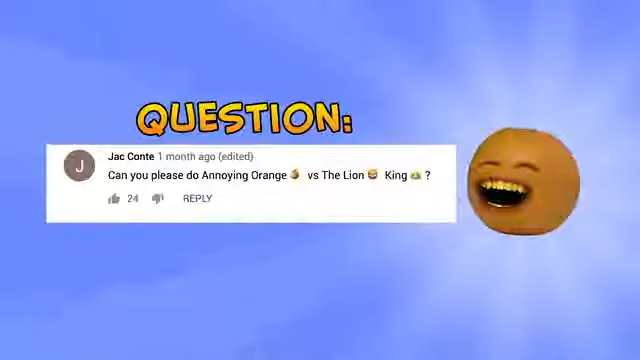 QUESTION:
J
Jac Conte 1 month ago (edited)
Can you please do Annoying Orange 🍊 vs The Lion 🦁 King 🏞️ ?
24 REPLY